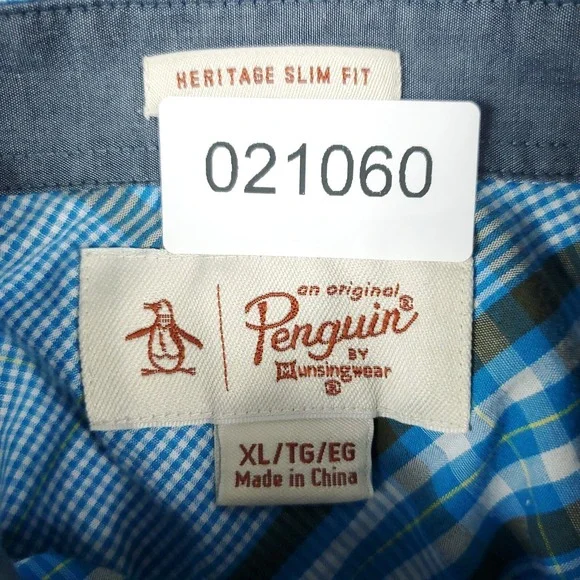 HERITAGE SLIM FIT
021060
an original
Penguin®
BY
Munsingwear
®
XL/TG/EG
Made in China